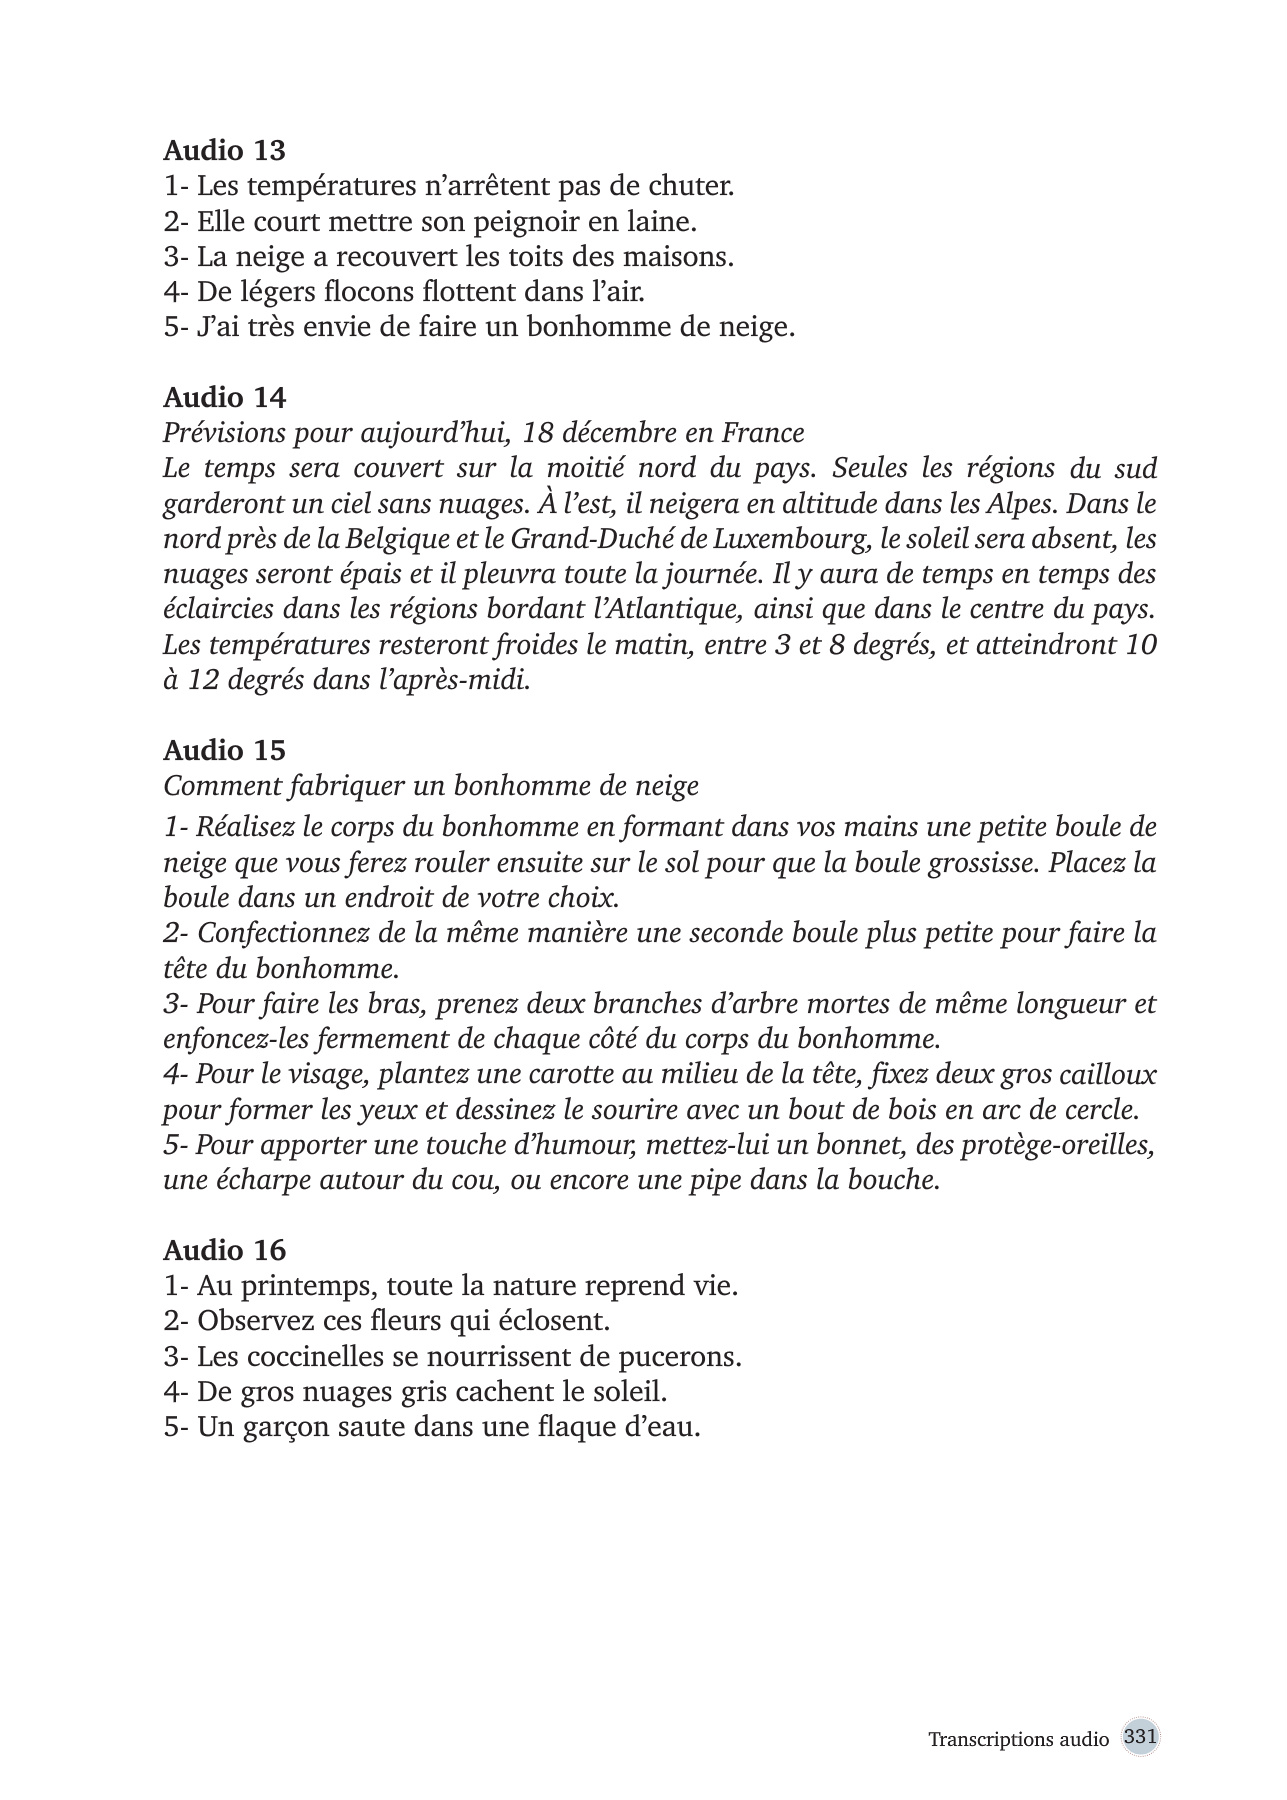 Audio 13
1- Les températures n’arrêtent pas de chuter.
2- Elle court mettre son peignoir en laine.
3- La neige a recouvert les toits des maisons.
4- De légers flocons flottent dans l’air.
5- J’ai très envie de faire un bonhomme de neige.
Audio 14
Prévisions pour aujourd’hui, 18 décembre en France
Le temps sera couvert sur la moitié nord du pays. Seules les régions du sud
garderont un ciel sans nuages. À l’est, il neigera en altitude dans les Alpes. Dans le
nord près de la Belgique et le Grand-Duché de Luxembourg, le soleil sera absent, les
nuages seront épais et il pleuvra toute la journée. Il y aura de temps en temps des
éclaircies dans les régions bordant l’Atlantique, ainsi que dans le centre du pays.
Les températures resteront froides le matin, entre 3 et 8 degrés, et atteindront 10
à 12 degrés dans l’après-midi.
Audio 15
Comment fabriquer un bonhomme de neige
1- Réalisez le corps du bonhomme en formant dans vos mains une petite boule de
neige que vous ferez rouler ensuite sur le sol pour que la boule grossisse. Placez la
boule dans un endroit de votre choix.
2- Confectionnez de la même manière une seconde boule plus petite pour faire la
tête du bonhomme.
3- Pour faire les bras, prenez deux branches d’arbre mortes de même longueur et
enfoncez-les fermement de chaque côté du corps du bonhomme.
4- Pour le visage, plantez une carotte au milieu de la tête, fixez deux gros cailloux
pour former les yeux et dessinez le sourire avec un bout de bois en arc de cercle.
5- Pour apporter une touche d’humour, mettez-lui un bonnet, des protège-oreilles,
une écharpe autour du cou, ou encore une pipe dans la bouche.
Audio 16
1- Au printemps, toute la nature reprend vie.
2- Observez ces fleurs qui éclosent.
3- Les coccinelles se nourrissent de pucerons.
4- De gros nuages gris cachent le soleil.
5- Un garçon saute dans une flaque d’eau.
Transcriptions audio 331